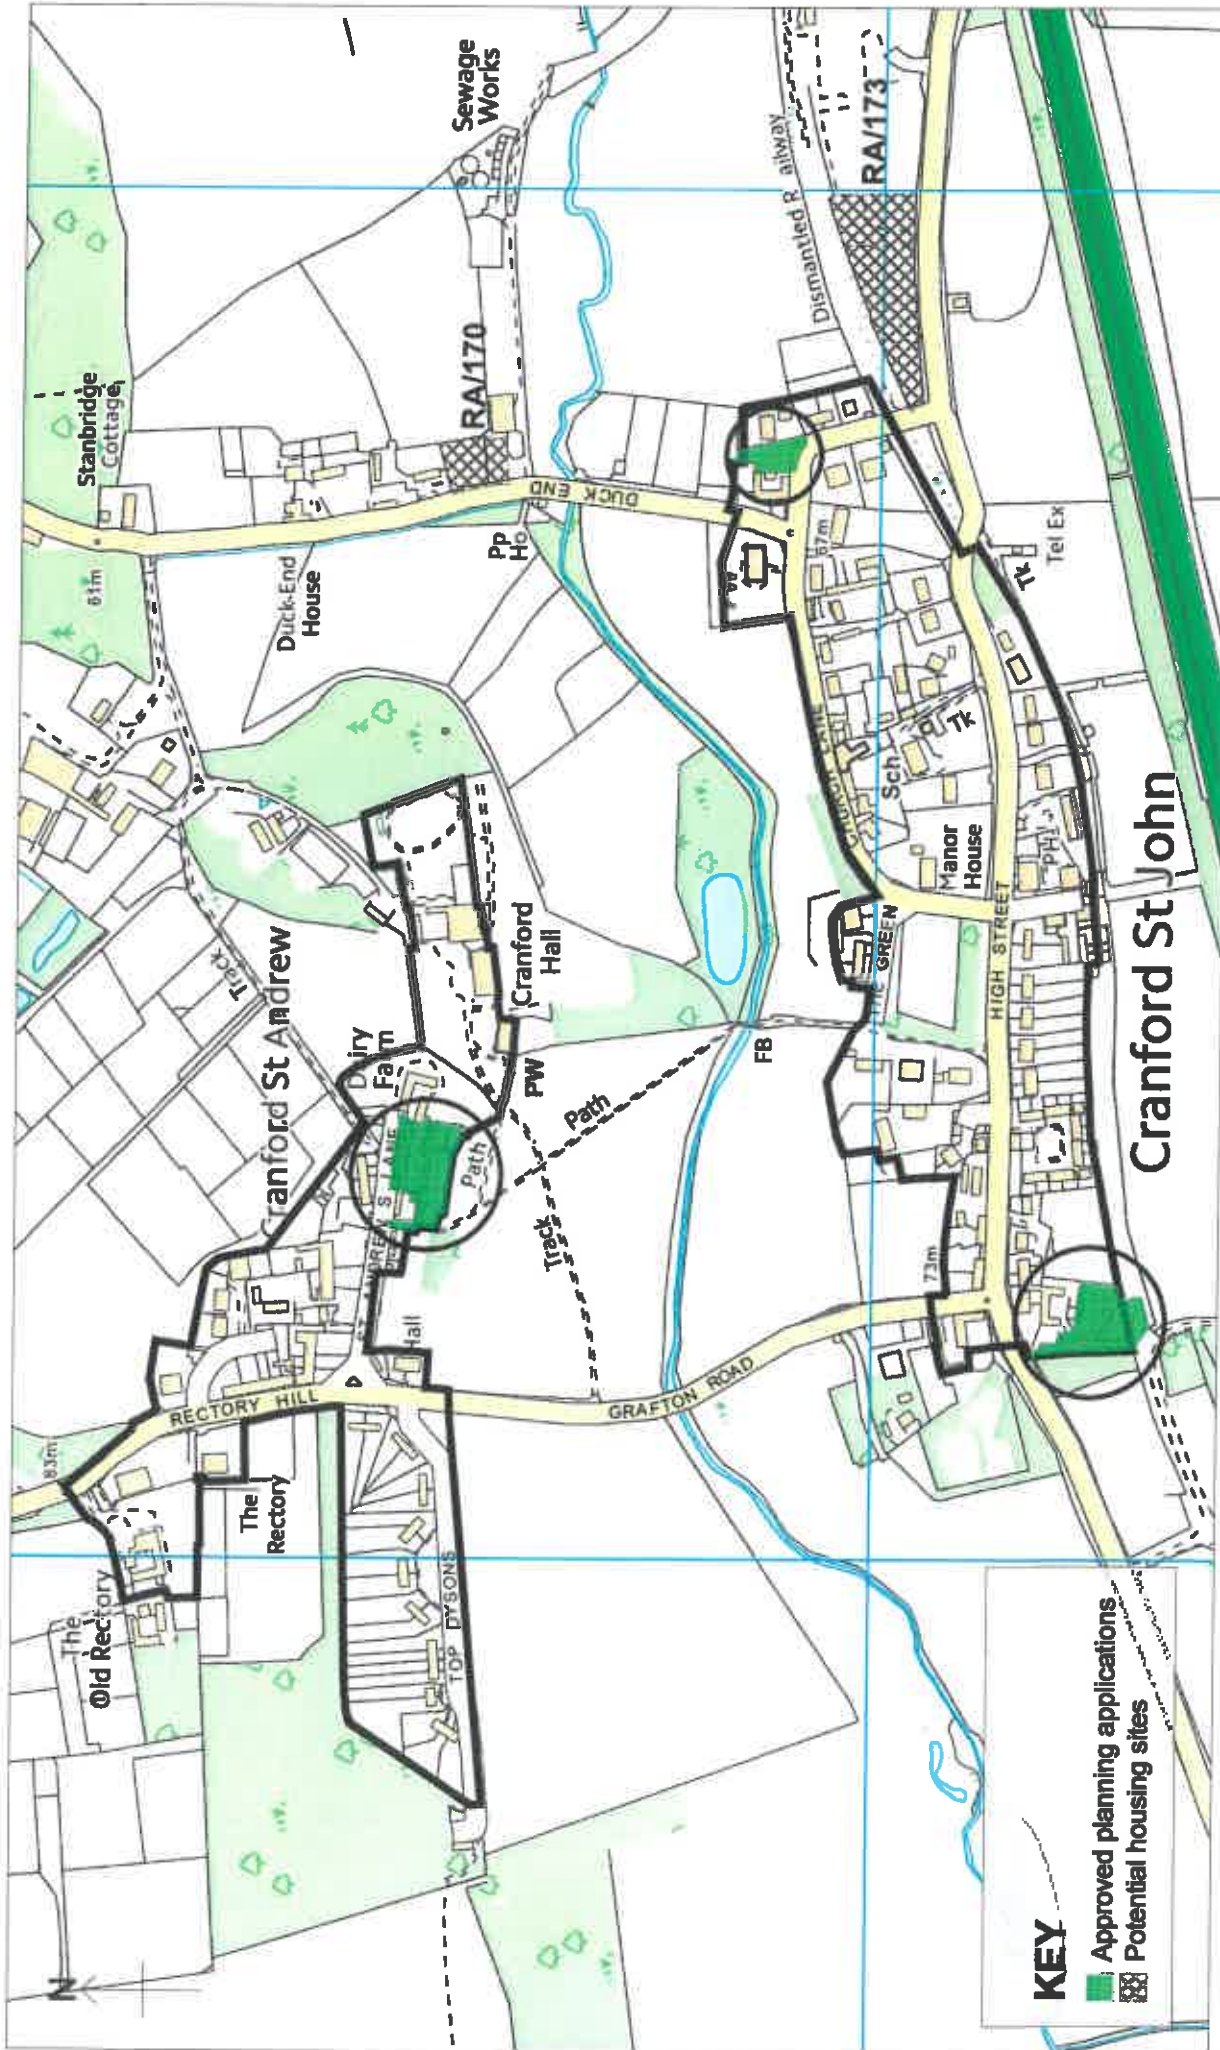 N
The
Old Rectory
83m
The
Rectory
RECTORY HILL
TOP DYSONS
Hall
Cranford St Andrew
Track
Dairy
Farm
Path
PW
Cranford
Hall
Track
Path
FB
GRAFTON ROAD
61m
Stanbridge
Cottage
Duck-End
House
Pp
Ho
DUCK END
RA/170
Sewage
Works
Dismantled Railway
RA/173
67m
Sch
Tk
Tk
Tel Ex
THE GREEN
Manor
House
PH
HIGH STREET
73m
Cranford St John
KEY
Approved planning applications
Potential housing sites